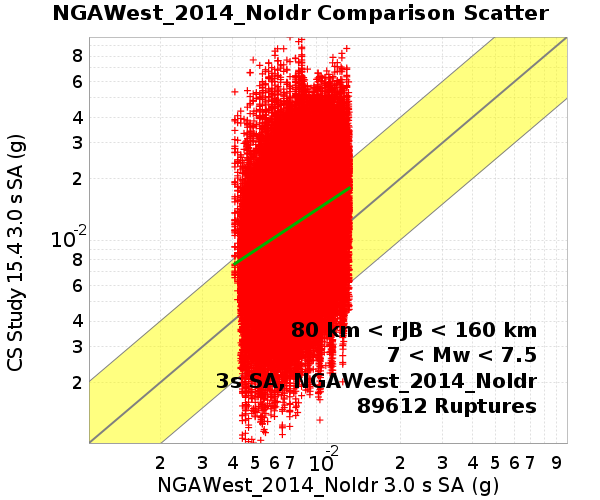 NGAWest_2014_NoIdr Comparison Scatter
CS Study 15.4 3.0 s SA (g)
8
6
4
3
2
10-2
8
6
4
3
2
80 km < rJB < 160 km
7 < Mw < 7.5
3s SA, NGAWest_2014_NoIdr
89612 Ruptures
2 3 4 5 6 7 10-2 2 3 4 5 6 7 9
NGAWest_2014_NoIdr 3.0 s SA (g)